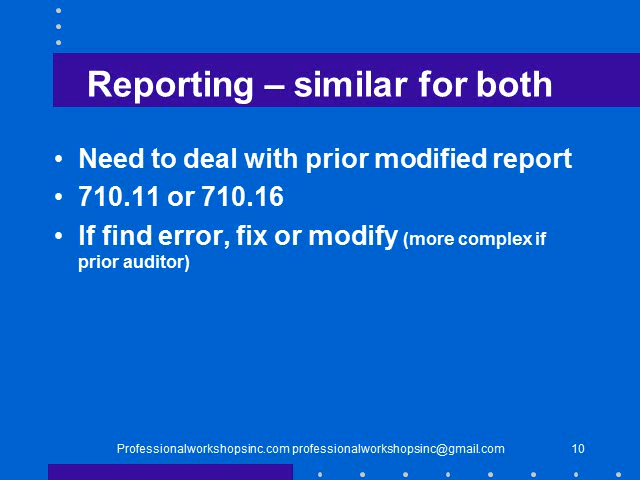 Reporting – similar for both
• Need to deal with prior modified report
• 710.11 or 710.16
• If find error, fix or modify (more complex if
prior auditor)
Professionalworkshopsinc.com professionalworkshopsinc@gmail.com 10